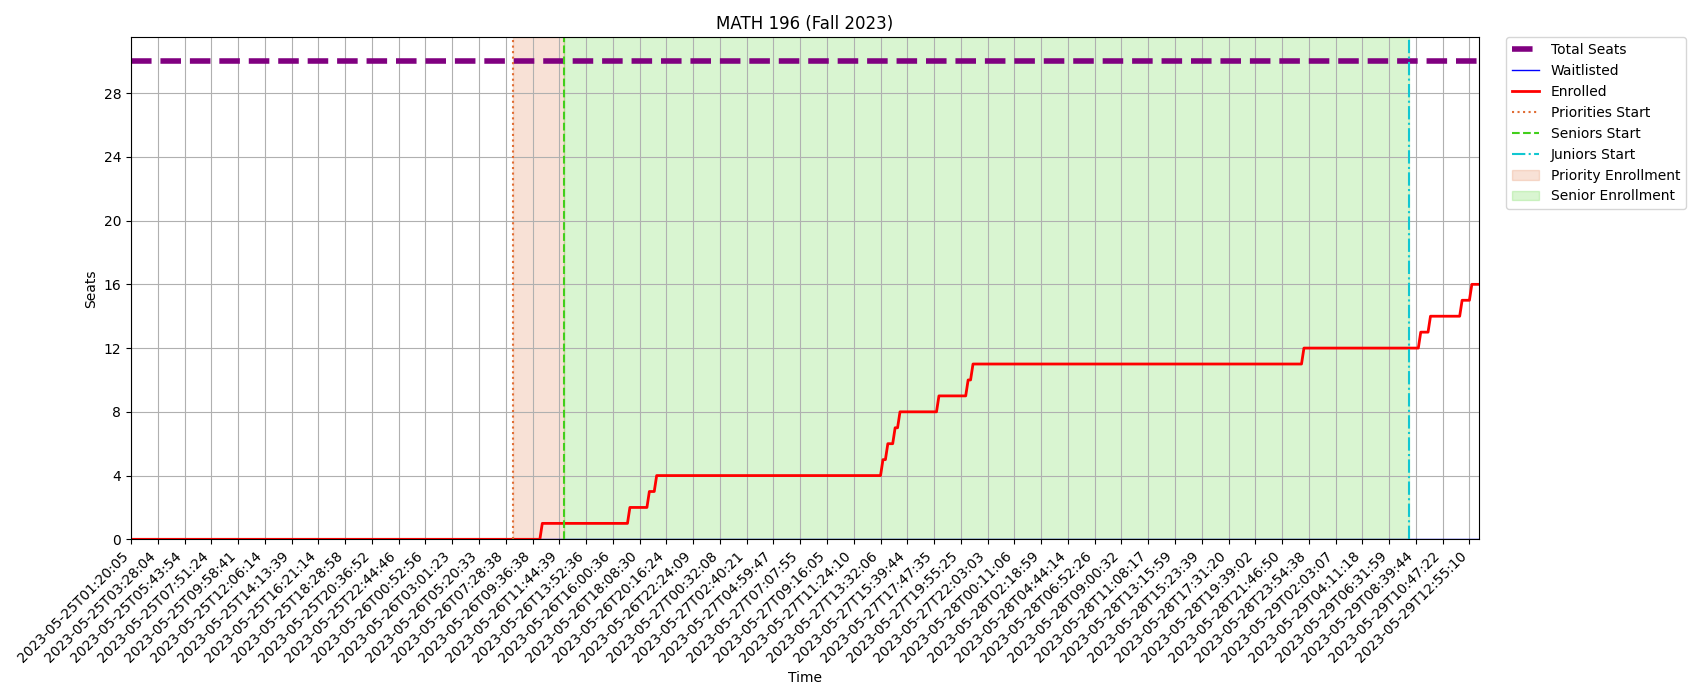 MATH 196 (Fall 2023)
Total Seats
Waitlisted
Enrolled
Priorities Start
Seniors Start
Juniors Start
Priority Enrollment
Senior Enrollment
Seats
28
24
20
16
12
8
4
0
2023-05-25T01:20:05
2023-05-25T03:28:04
2023-05-25T05:43:54
2023-05-25T07:51:24
2023-05-25T09:58:41
2023-05-25T12:06:14
2023-05-25T14:13:39
2023-05-25T16:21:14
2023-05-25T18:28:58
2023-05-25T20:36:52
2023-05-25T22:44:46
2023-05-26T00:52:56
2023-05-26T03:01:23
2023-05-26T05:20:33
2023-05-26T07:28:38
2023-05-26T09:36:38
2023-05-26T11:44:39
2023-05-26T13:52:36
2023-05-26T16:00:36
2023-05-26T18:08:30
2023-05-26T20:16:24
2023-05-26T22:24:09
2023-05-27T00:32:08
2023-05-27T02:40:21
2023-05-27T04:59:47
2023-05-27T07:07:55
2023-05-27T09:16:05
2023-05-27T11:24:10
2023-05-27T13:32:06
2023-05-27T15:39:44
2023-05-27T17:47:35
2023-05-27T19:55:25
2023-05-27T22:03:03
2023-05-28T00:11:06
2023-05-28T02:18:59
2023-05-28T04:44:14
2023-05-28T06:52:26
2023-05-28T09:00:32
2023-05-28T11:08:17
2023-05-28T13:15:59
2023-05-28T15:23:39
2023-05-28T17:31:20
2023-05-28T19:39:02
2023-05-28T21:46:50
2023-05-28T23:54:38
2023-05-29T02:03:07
2023-05-29T04:11:18
2023-05-29T06:31:59
2023-05-29T08:39:44
2023-05-29T10:47:22
2023-05-29T12:55:10
Time